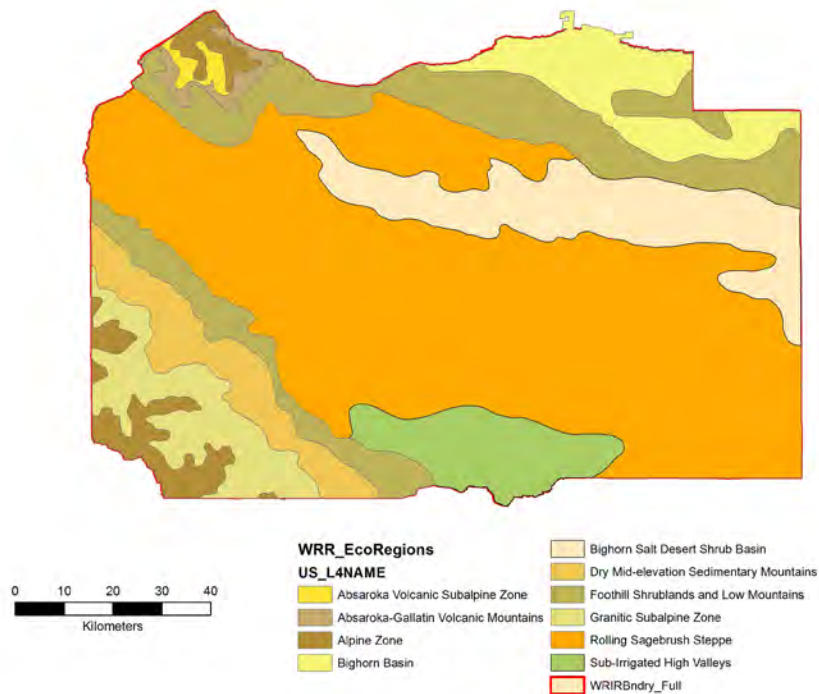 WRR_EcoRegions
US_L4NAME
Absaroka Volcanic Subalpine Zone
Absaroka-Gallatin Volcanic Mountains
Alpine Zone
Bighorn Basin
Bighorn Salt Desert Shrub Basin
Dry Mid-elevation Sedimentary Mountains
Foothill Shrublands and Low Mountains
Granitic Subalpine Zone
Rolling Sagebrush Steppe
Sub-Irrigated High Valleys
WRIRBndry_Full
0 10 20 30 40
Kilometers